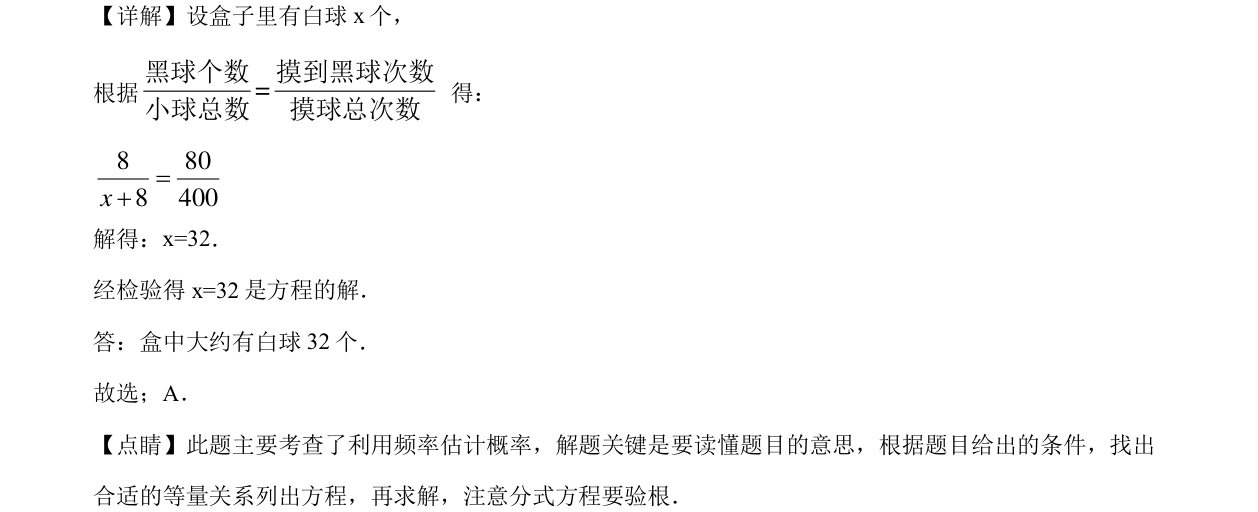 【详解】设盒子里有白球 x 个，
根据 黑球个数/小球总数 = 摸到黑球次数/摸球总次数 得：
8/(x+8) = 80/400
解得：x=32．
经检验得 x=32 是方程的解．
答：盒中大约有白球 32 个．
故选；A．
【点睛】此题主要考查了利用频率估计概率，解题关键是要读懂题目的意思，根据题目给出的条件，找出
合适的等量关系列出方程，再求解，注意分式方程要验根．